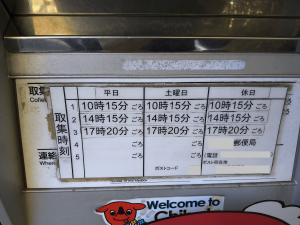 取集時刻
平日 土曜日 休日
1 10時15分ごろ 10時15分ごろ 10時15分ごろ
2 14時15分ごろ 14時15分ごろ 14時15分ごろ
3 17時20分ごろ 17時20分ごろ 17時20分ごろ
4 ごろ ごろ 郵便局
5 ごろ ごろ (電話
ポストコード
取
Colle
連絡
Where
Welcome to